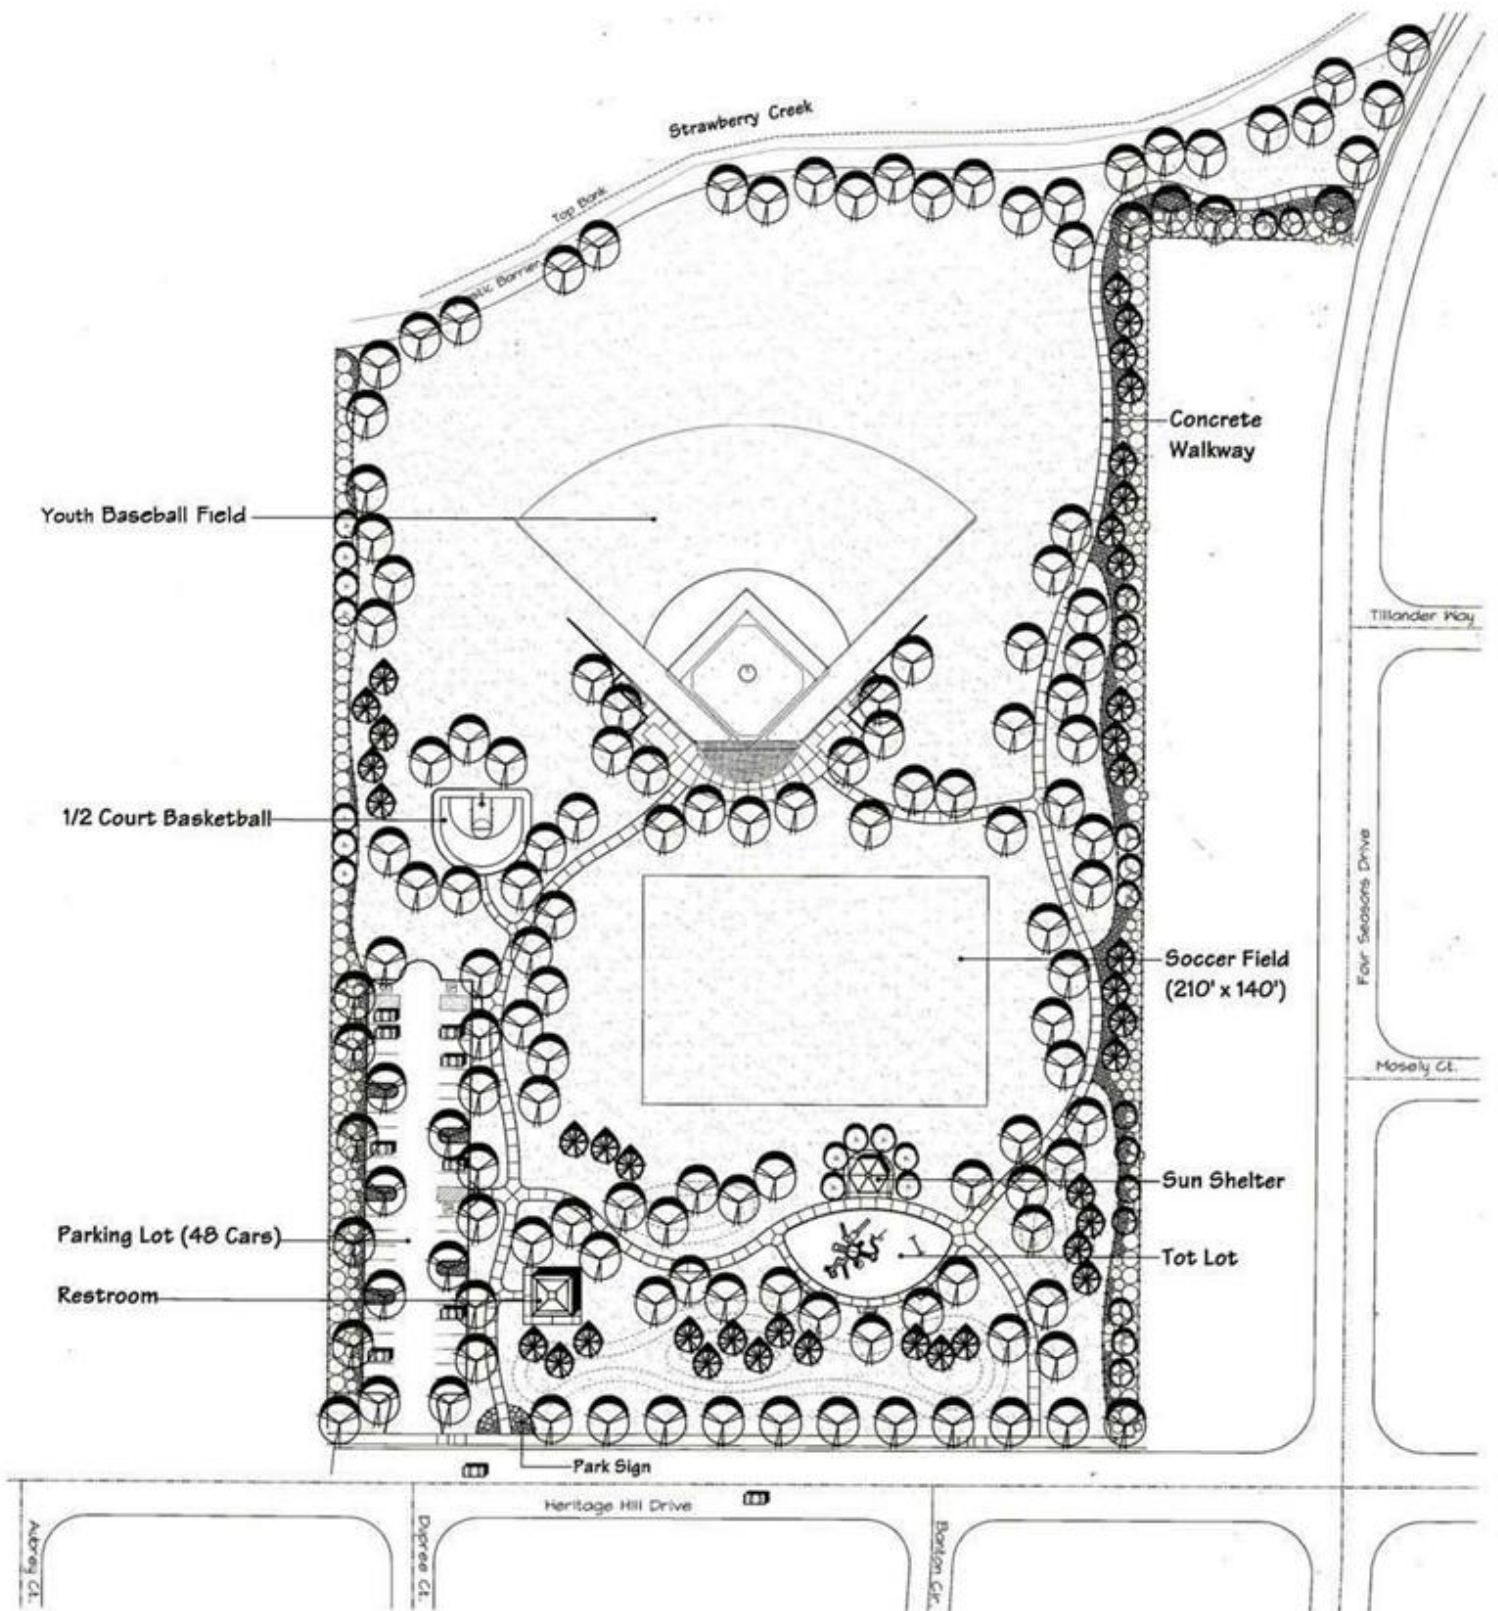 Strawberry Creek
Top Bank
Barrier
Concrete
Walkway
Youth Baseball Field
Tillander Way
1/2 Court Basketball
Four Seasons Drive
Soccer Field
(210' x 140')
Mosely Ct.
Sun Shelter
Parking Lot (48 Cars)
Tot Lot
Restroom
Park Sign
Heritage Hill Drive
Aubrey Ct.
Dupree Ct.
Banton Cir.